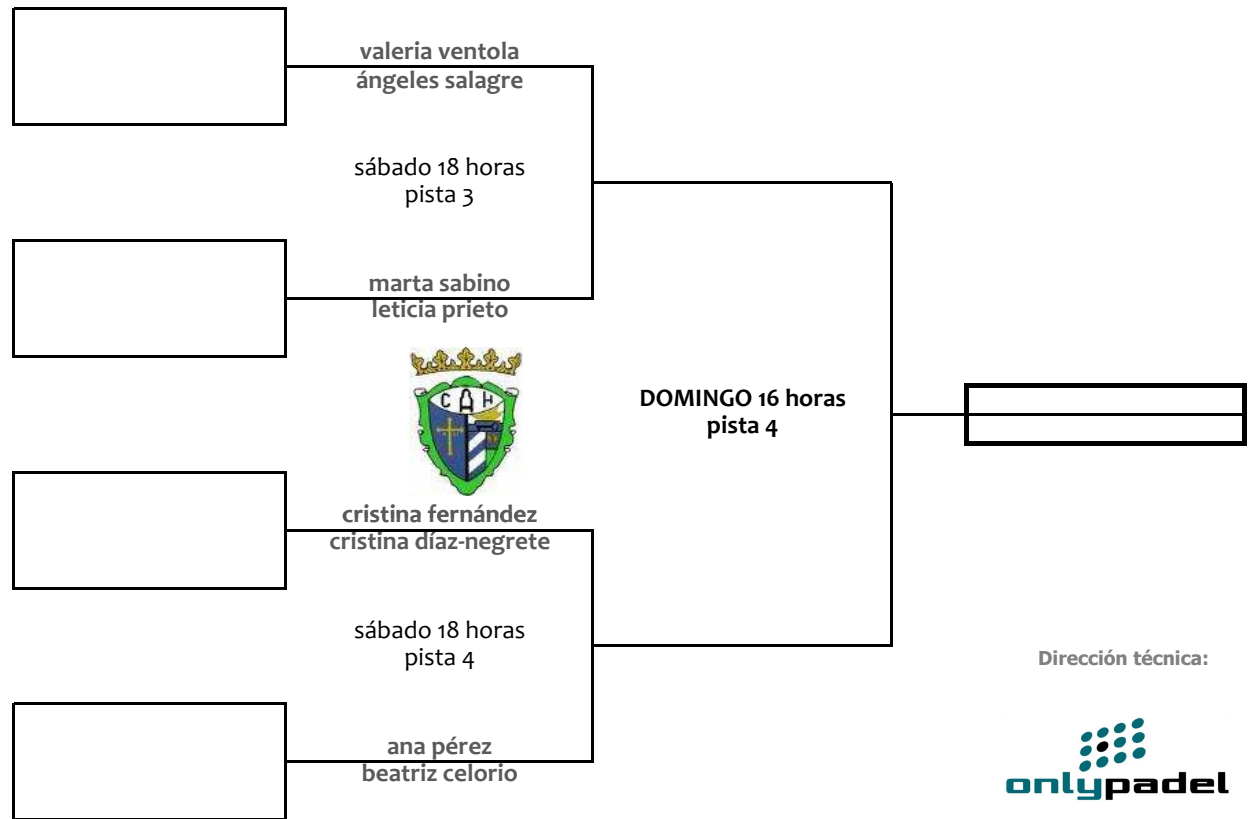 valeria ventola
ángeles salagre
sábado 18 horas
pista 3
marta sabino
leticia prieto
C A H
DOMINGO 16 horas
pista 4
cristina fernández
cristina díaz-negrete
sábado 18 horas
pista 4
Dirección técnica:
ana pérez
beatriz celorio
onlypadel